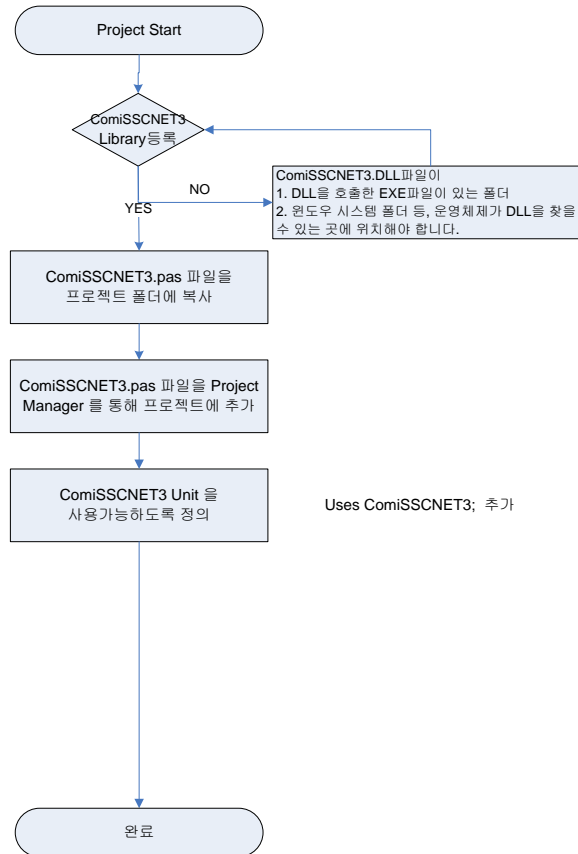 Project Start
ComiSSCNET3
Library등록
NO
YES
ComiSSCNET3.DLL파일이
1. DLL을 호출한 EXE파일이 있는 폴더
2. 윈도우 시스템 폴더 등, 운영체제가 DLL을 찾을
수 있는 곳에 위치해야 합니다.
ComiSSCNET3.pas 파일을
프로젝트 폴더에 복사
ComiSSCNET3.pas 파일을 Project
Manager 를 통해 프로젝트에 추가
ComiSSCNET3 Unit 을
사용가능하도록 정의
Uses ComiSSCNET3; 추가
완료